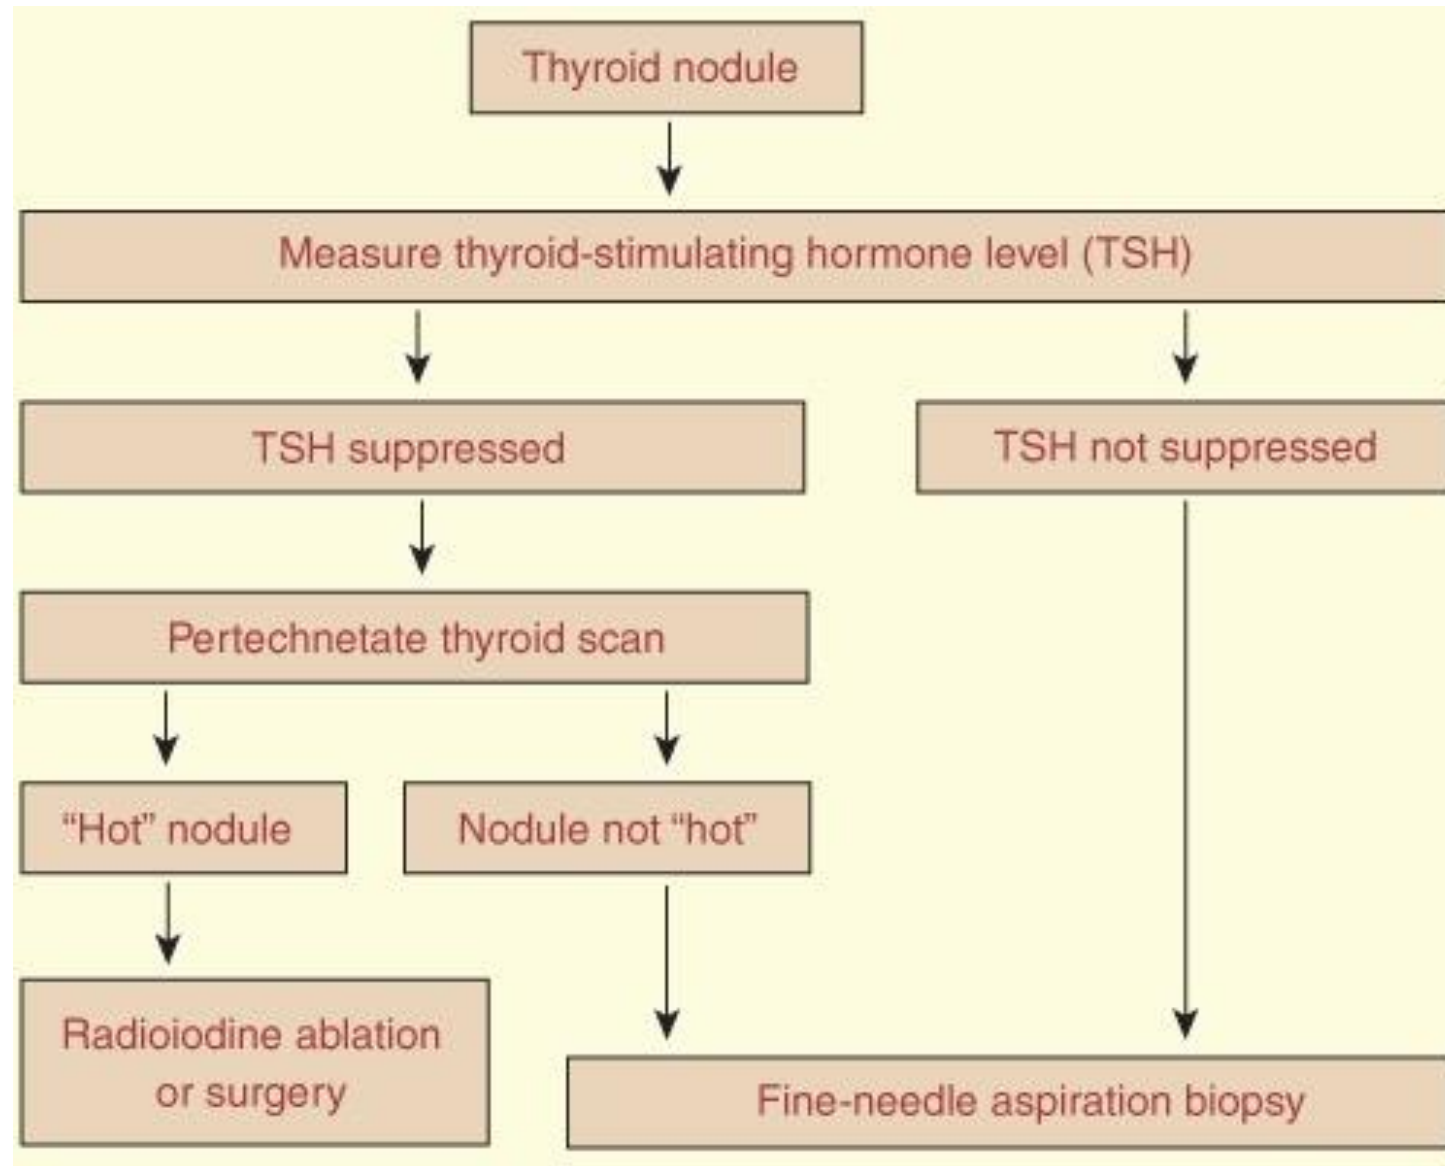 Thyroid nodule
Measure thyroid-stimulating hormone level (TSH)
TSH suppressed
TSH not suppressed
Pertechnetate thyroid scan
“Hot” nodule
Nodule not “hot”
Radioiodine ablation
or surgery
Fine-needle aspiration biopsy